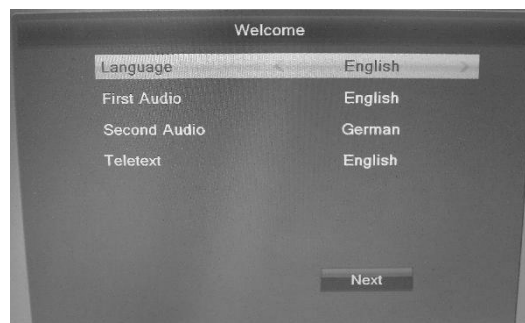 Welcome
Language < English >
First Audio English
Second Audio German
Teletext English
Next